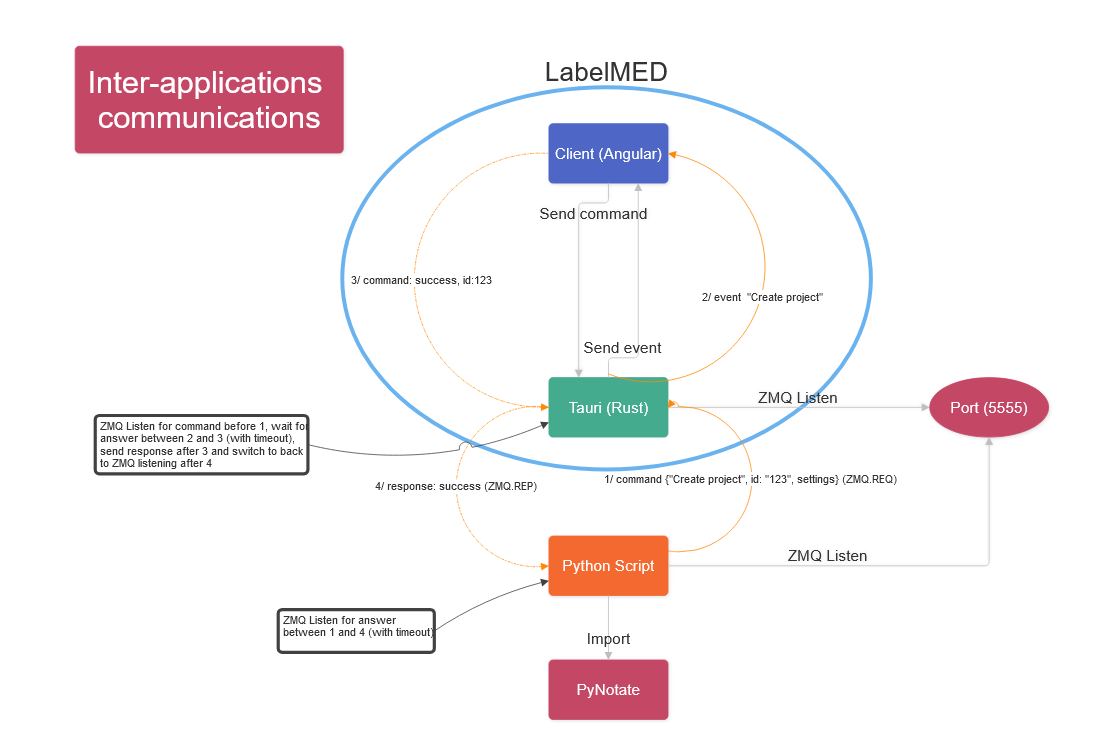 Inter-applications
communications
LabelMED
Client (Angular)
Send command
3/ command: success, id:123
2/ event "Create project"
Send event
Tauri (Rust)
ZMQ Listen
Port (5555)
ZMQ Listen for command before 1, wait for
answer between 2 and 3 (with timeout),
send response after 3 and switch to back
to ZMQ listening after 4
4/ response: success (ZMQ.REP)
1/ command {"Create project", id: "123", settings} (ZMQ.REQ)
Python Script
ZMQ Listen
ZMQ Listen for answer
between 1 and 4 (with timeout)
Import
PyNotate